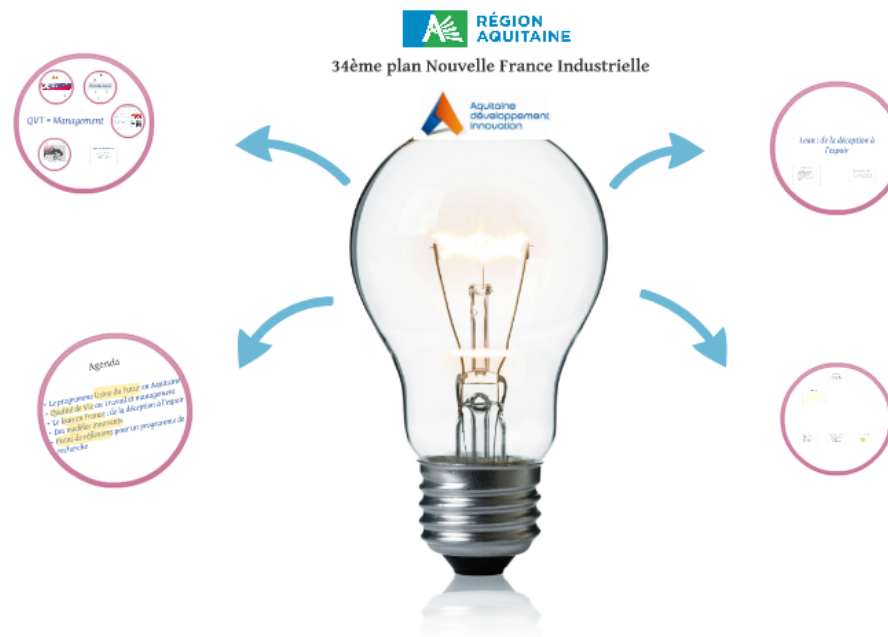 RÉGION
AQUITAINE
34ème plan Nouvelle France Industrielle
Aquitaine
développement
innovation
QVT = Management
Lean : de la déception à
l'espoir
Agenda
• Le programme Usine du Futur en Aquitaine
• Qualité de Vie au Travail et management
• Le lean en France : de la déception à l'espoir
• Des modèles innovants
• Pistes de réflexions pour un programme de
recherche